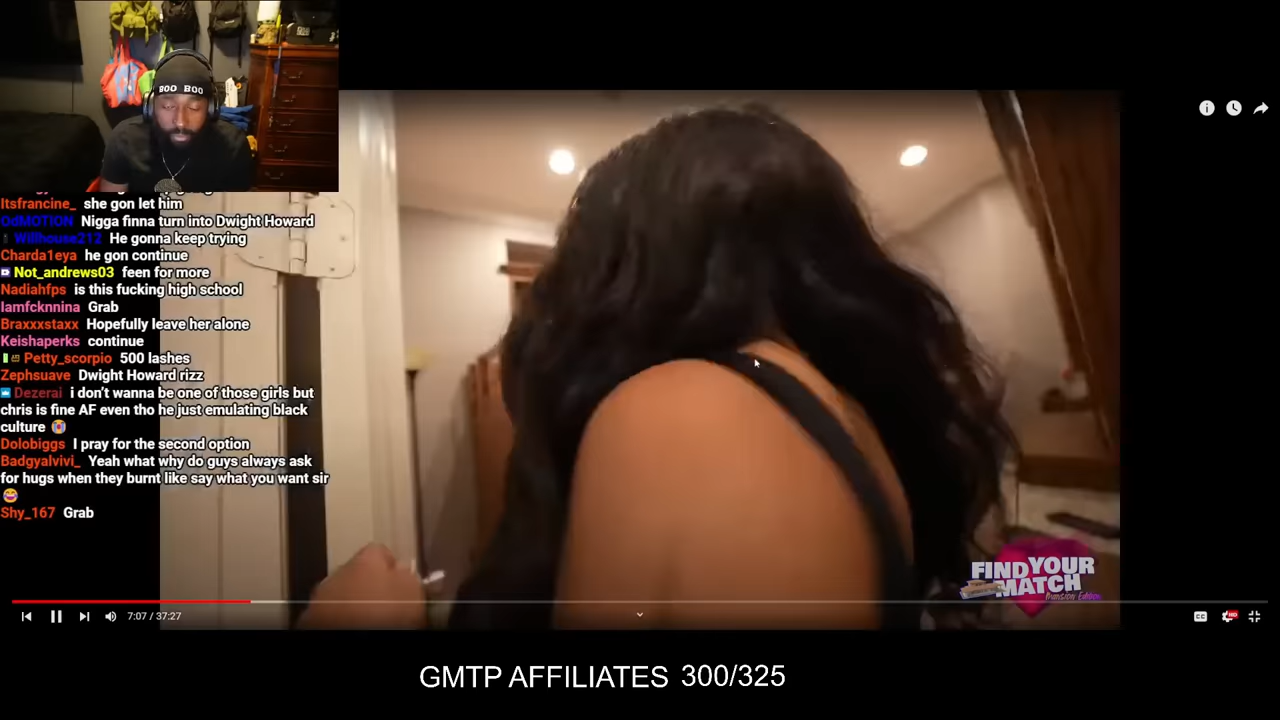 BOO BOO
Itsfrancine_ she gon let him
OdMOTION Nigga finna turn into Dwight Howard
Willhouse212 He gonna keep trying
Charda1eya he gon continue
Not_andrews03 feen for more
Nadiahfps is this fucking high school
Iamfcknnina Grab
Braxxxstaxx Hopefully leave her alone
Keishaperks continue
Petty_scorpio 500 lashes
Zephsuave Dwight Howard rizz
Dezerai i don't wanna be one of those girls but
chris is fine AF even tho he just emulating black
culture 😭
Dolobiggs I pray for the second option
Badgyalvivi_ Yeah what why do guys always ask
for hugs when they burnt like say what you want sir
😂
Shy_167 Grab
FIND YOUR
MATCH
Mansion Edition
7:07 / 37:27
CC
HD
GMTP AFFILIATES 300/325